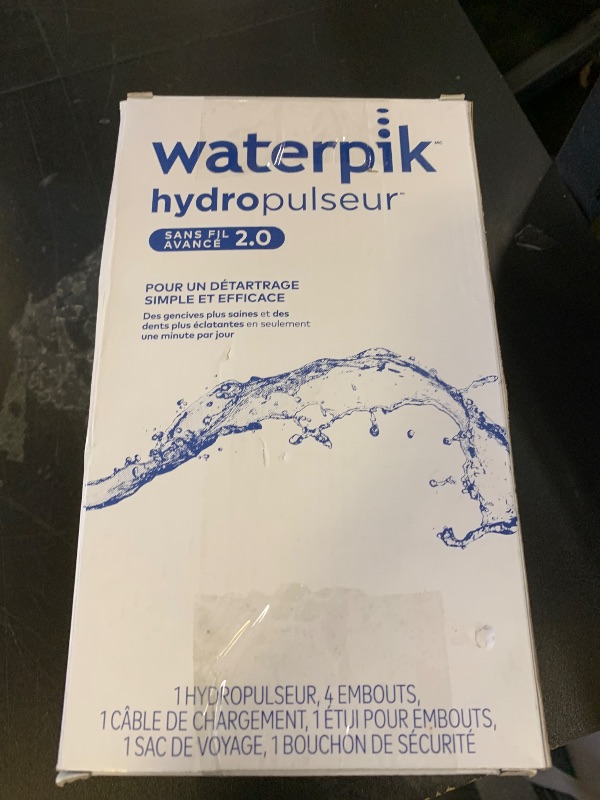 waterpik MC
hydropulseur
SANS FIL
AVANCÉ 2.0
POUR UN DÉTARTRAGE
SIMPLE ET EFFICACE
Des gencives plus saines et des
dents plus éclatantes en seulement
une minute par jour
1 HYDROPULSEUR, 4 EMBOUTS,
1 CÂBLE DE CHARGEMENT, 1 ÉTUI POUR EMBOUTS,
1 SAC DE VOYAGE, 1 BOUCHON DE SÉCURITÉ